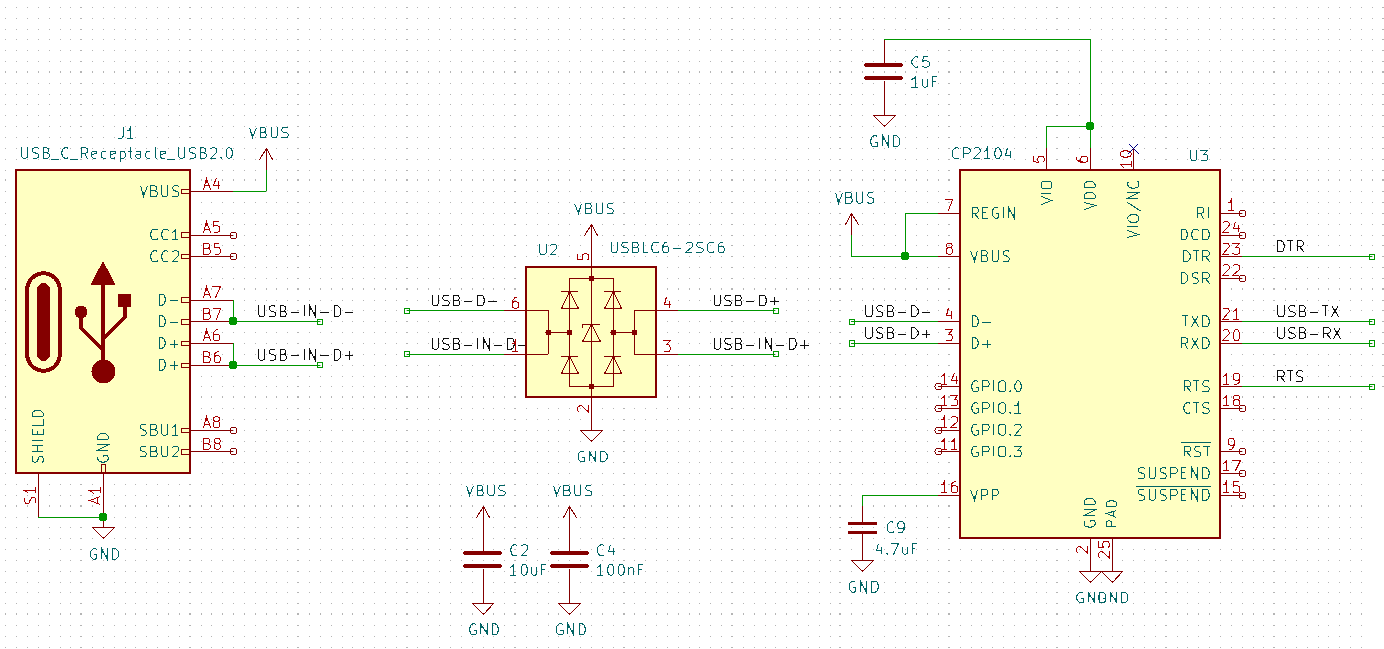 J1
USB_C_Receptacle_USB2.0
VBUS
VBUS
A4
CC1
A5
CC2
B5
D-
A7
D-
B7
USB-IN-D-
D+
A6
D+
B6
USB-IN-D+
SBU1
A8
SBU2
B8
SHIELD
GND
S1
A1
GND
VBUS
U2
USBLC6-2SC6
5
USB-D-
6
USB-IN-D-
1
4
USB-D+
3
USB-IN-D+
2
GND
VBUS
C2
10uF
GND
VBUS
C4
100nF
GND
C5
1uF
GND
CP2104
U3
5
6
10
VIO
VDD
VIO/NC
VBUS
7
REGIN
8
VBUS
USB-D-
4
D-
USB-D+
3
D+
14
GPIO.0
13
GPIO.1
12
GPIO.2
11
GPIO.3
16
VPP
C9
4.7uF
GND
RI
1
DCD
24
DTR
23
DTR
DSR
22
TXD
21
USB-TX
RXD
20
USB-RX
RTS
19
RTS
CTS
18
RST
9
SUSPEND
17
SUSPEND
15
GND
PAD
2
25
GND
GND